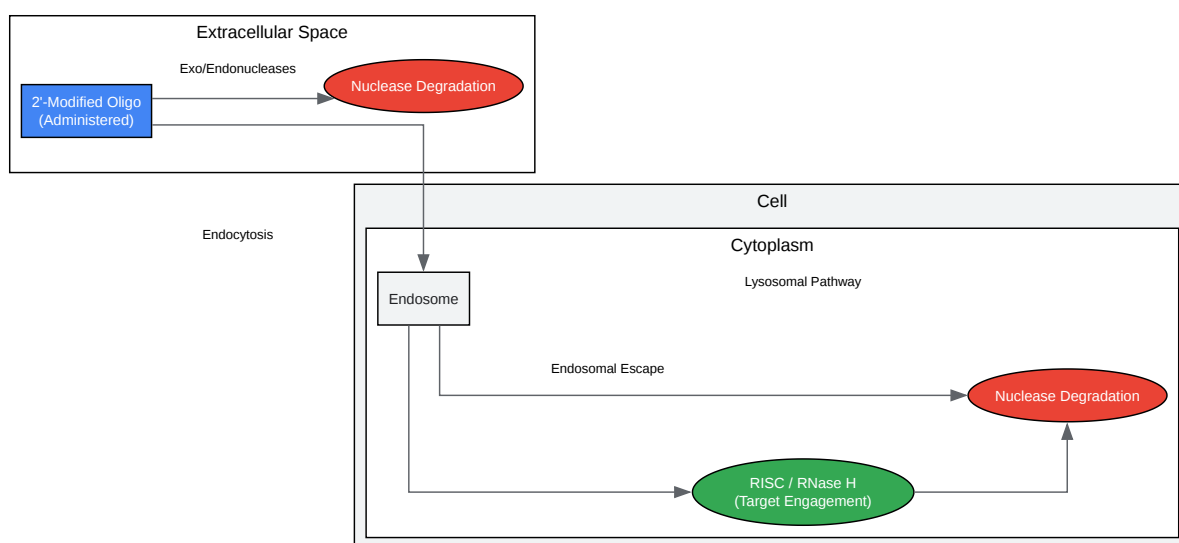 Extracellular Space
Exo/Endonucleases
Nuclease Degradation
2'-Modified Oligo
(Administered)
Cell
Endocytosis
Cytoplasm
Lysosomal Pathway
Endosome
Endosomal Escape
Nuclease Degradation
RISC / RNase H
(Target Engagement)